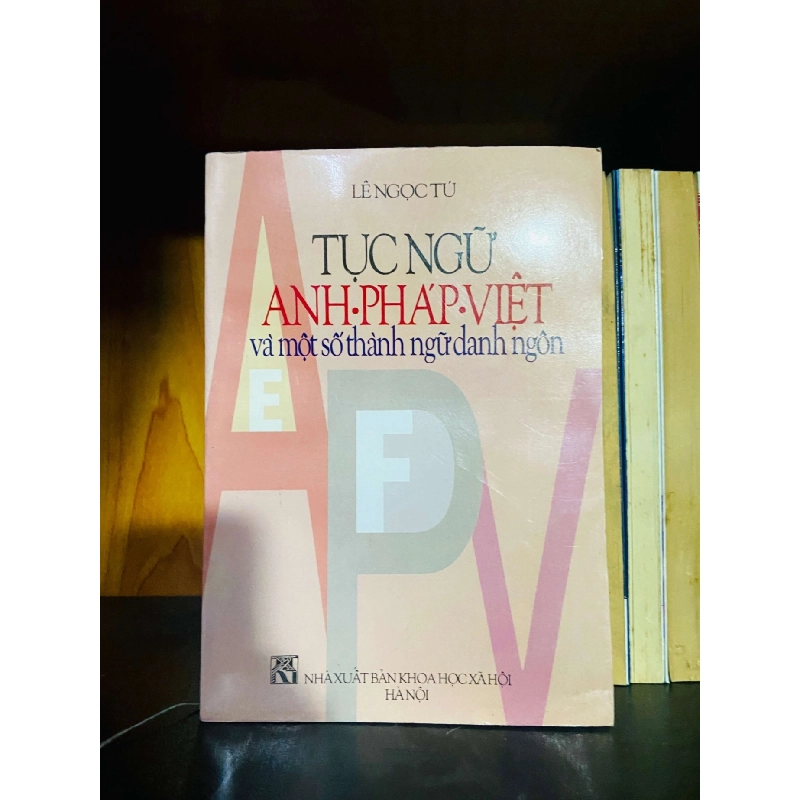 LÊ NGỌC TÚ
TỤC NGỮ
ANH·PHÁP·VIỆT
và một số thành ngữ danh ngôn
A
E
P
F
V
NHÀ XUẤT BẢN KHOA HỌC XÃ HỘI
HÀ NỘI